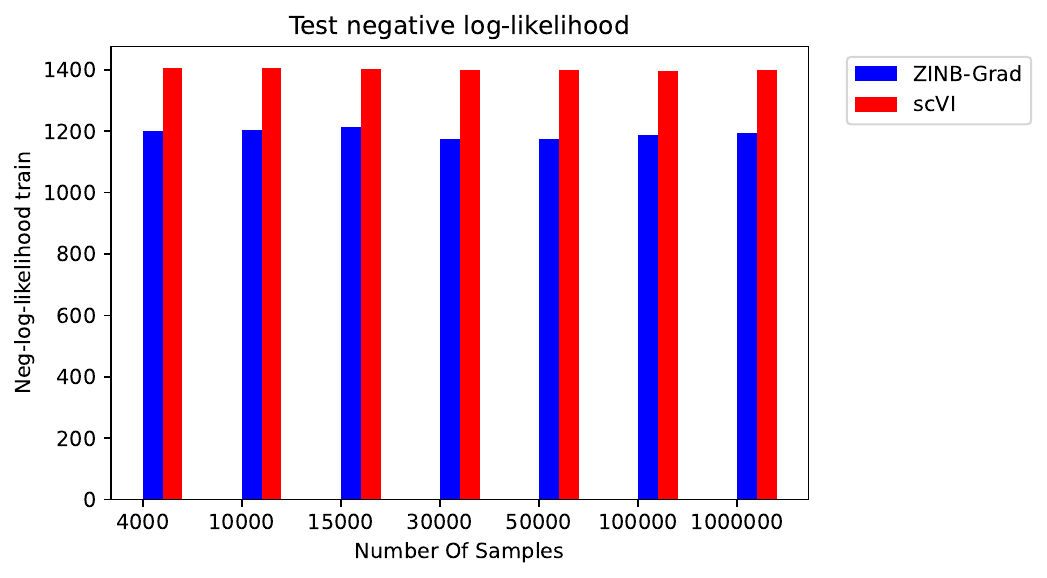 Test negative log-likelihood
ZINB-Grad
scVI
Neg-log-likelihood train
1400
1200
1000
800
600
400
200
0
4000 10000 15000 30000 50000 100000 1000000
Number Of Samples